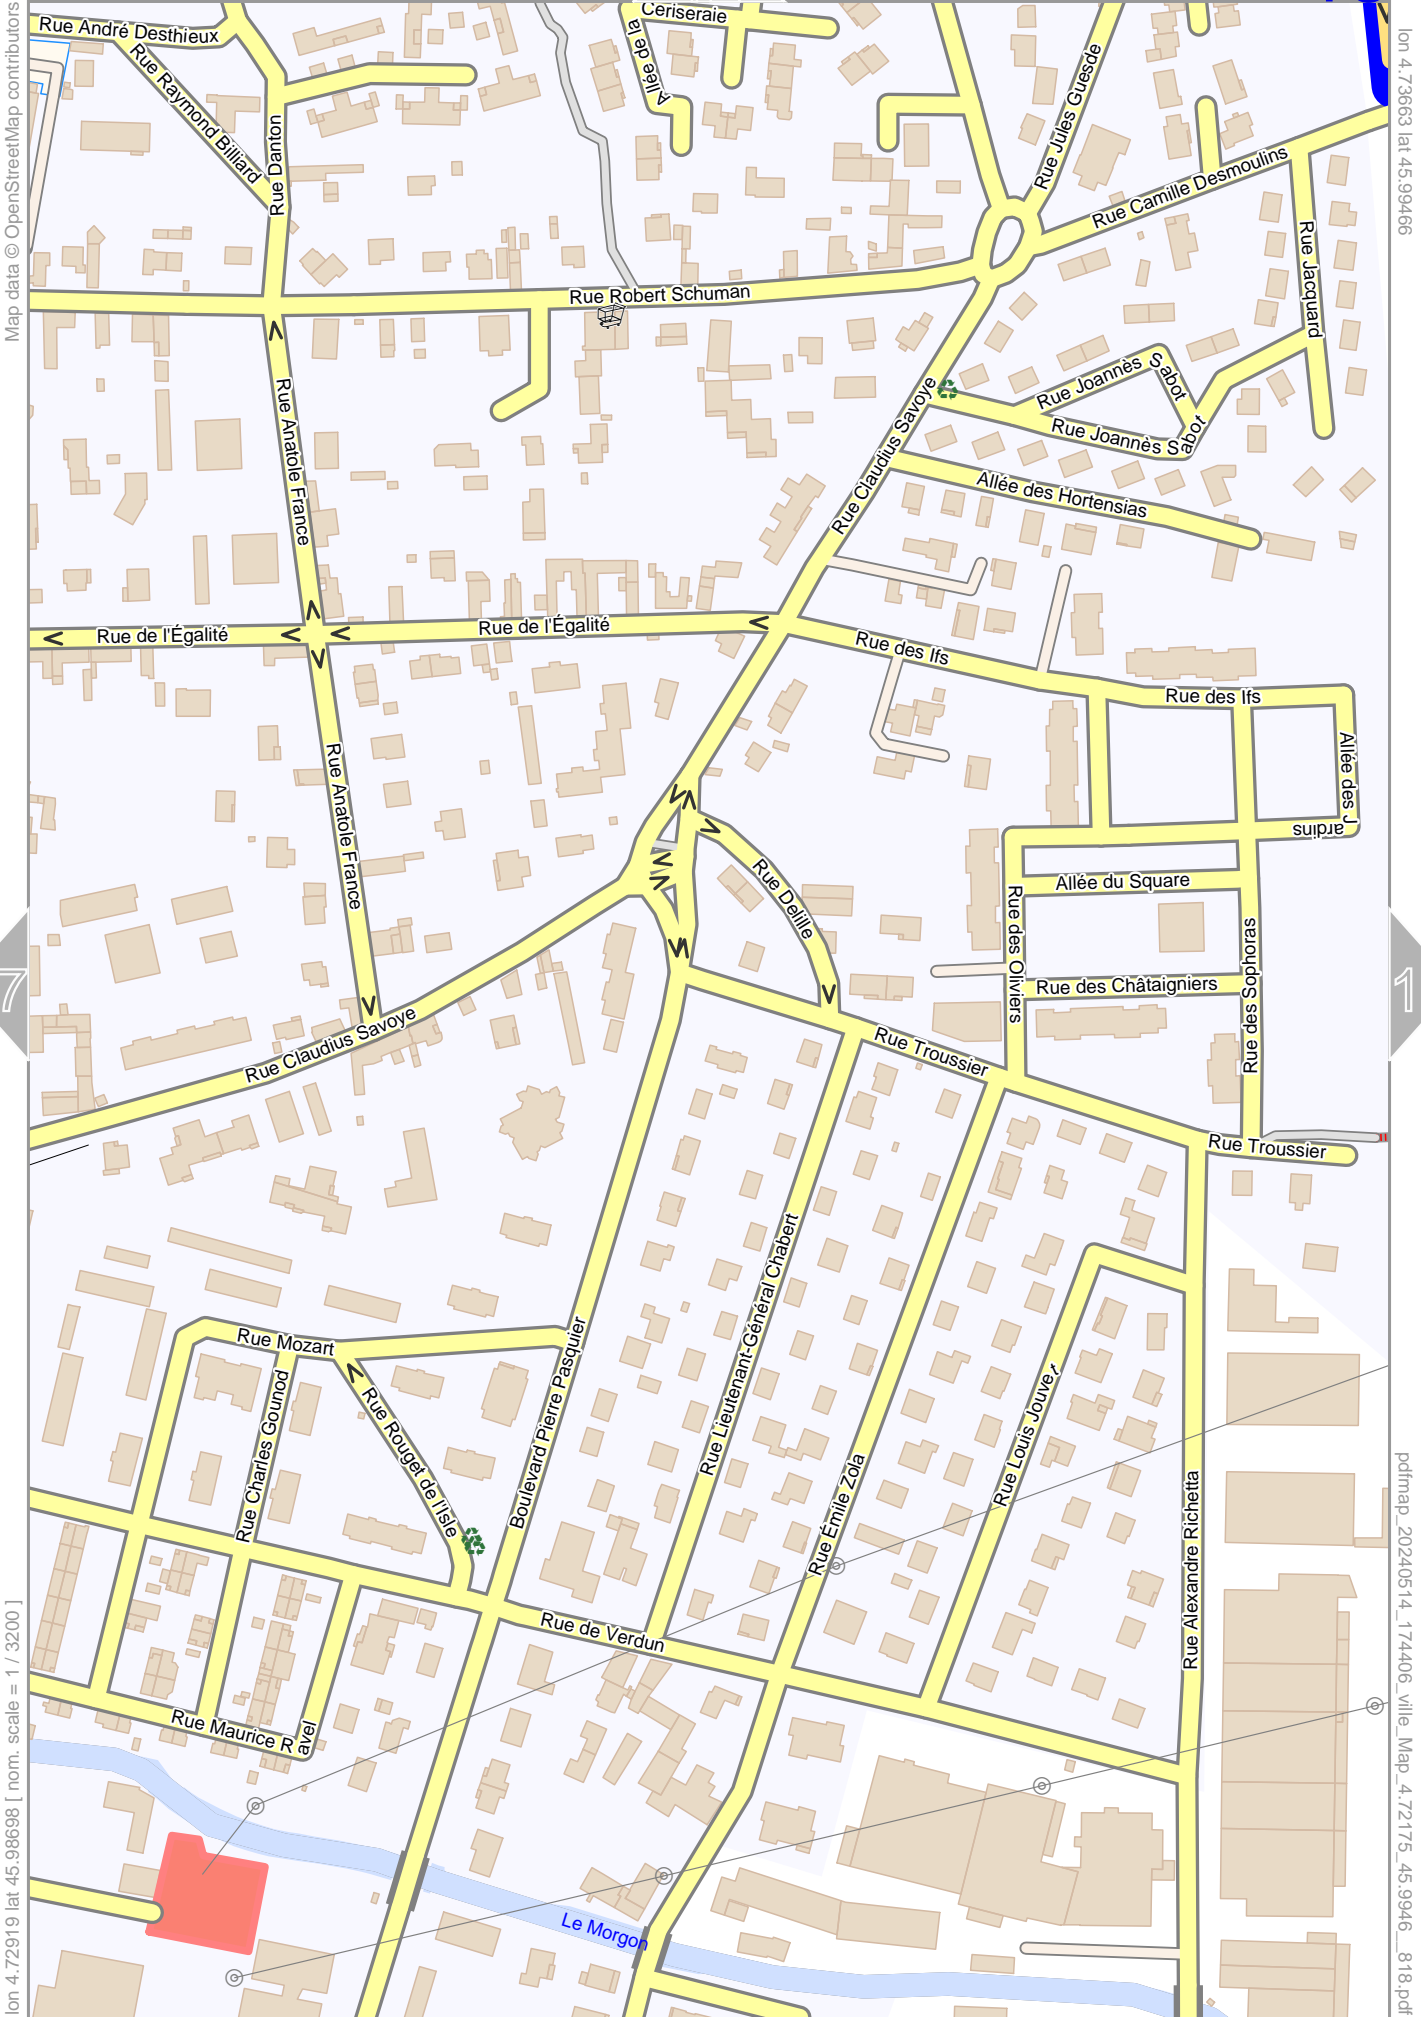 Map data © OpenStreetMap contributors
lon 4.73663 lat 45.99466
Rue André Desthieux
Cerisaie
Allée de la
Rue Raymond Billiard
Rue Danton
Rue Jules Guesde
Rue Camille Desmoulins
Rue Jacquard
Rue Robert Schuman
Rue Anatole France
Rue Claudius Savoye
Rue Joannès Sabot
Rue Joannès Sabot
Allée des Hortensias
Rue de l'Égalité
Rue de l'Égalité
Rue des Ifs
Rue des Ifs
Allée des Jardins
Rue Anatole France
Rue Delille
Allée du Square
Rue des Oliviers
Rue des Sophoras
7
1
Rue des Châtaigniers
Rue Claudius Savoye
Rue Troussier
Rue Troussier
Rue Lieutenant-Général Chabert
Rue Mozart
Rue Charles Gounod
Rue Rouget de l'Isle
Boulevard Pierre Pasquier
Rue Émile Zola
Rue Louis Jouvet
Rue Alexandre Richetta
Rue de Verdun
Rue Maurice Ravel
Le Morgon
lon 4.72919 lat 45.98698 [ nom. scale = 1 / 3200 ]
pdfmap_20240514_174406_ville_Map_4.72175_45.9946__818.pdf